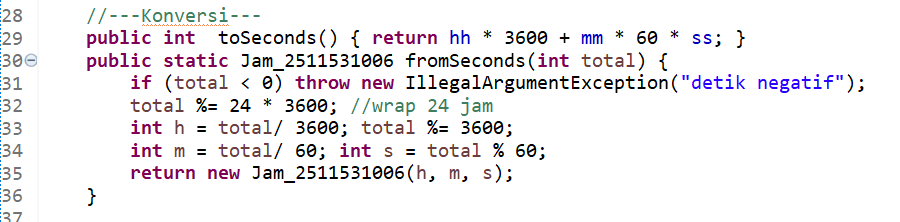 28 //---Konversi---
29 public int  toSeconds() { return hh * 3600 + mm * 60 * ss; }
30 public static Jam_2511531006 fromSeconds(int total) {
31 if (total < 0) throw new IllegalArgumentException("detik negatif");
32 total %= 24 * 3600; //wrap 24 jam
33 int h = total/ 3600; total %= 3600;
34 int m = total/ 60; int s = total % 60;
35 return new Jam_2511531006(h, m, s);
36 }
37